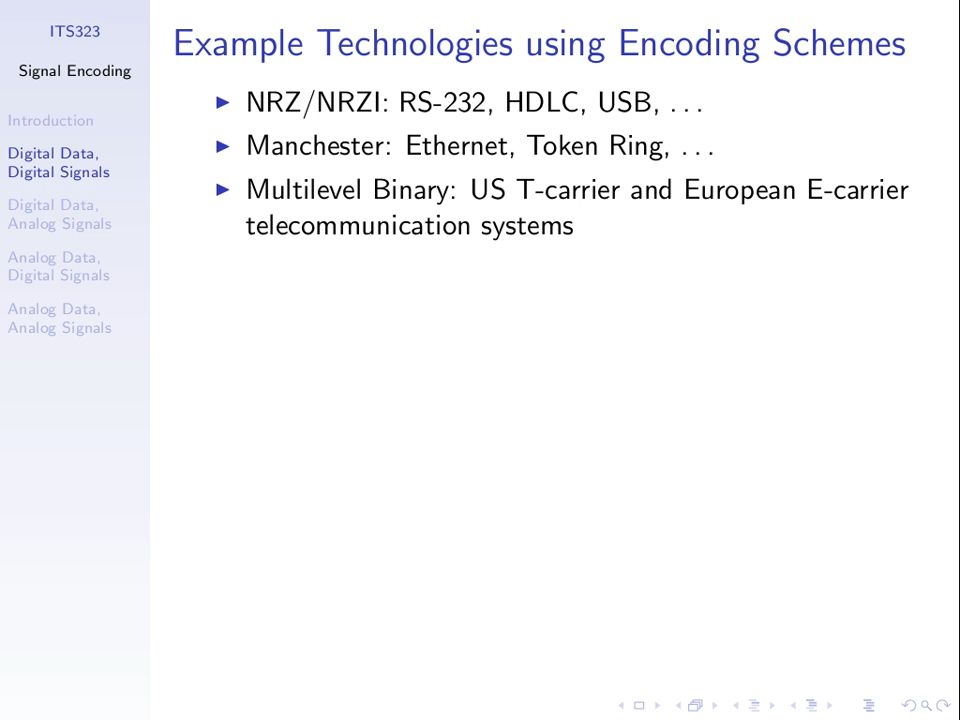 ITS323
Signal Encoding
Introduction
Digital Data,
Digital Signals
Digital Data,
Analog Signals
Analog Data,
Digital Signals
Analog Data,
Analog Signals
Example Technologies using Encoding Schemes
NRZ/NRZI: RS-232, HDLC, USB, . . .
Manchester: Ethernet, Token Ring, . . .
Multilevel Binary: US T-carrier and European E-carrier
telecommunication systems